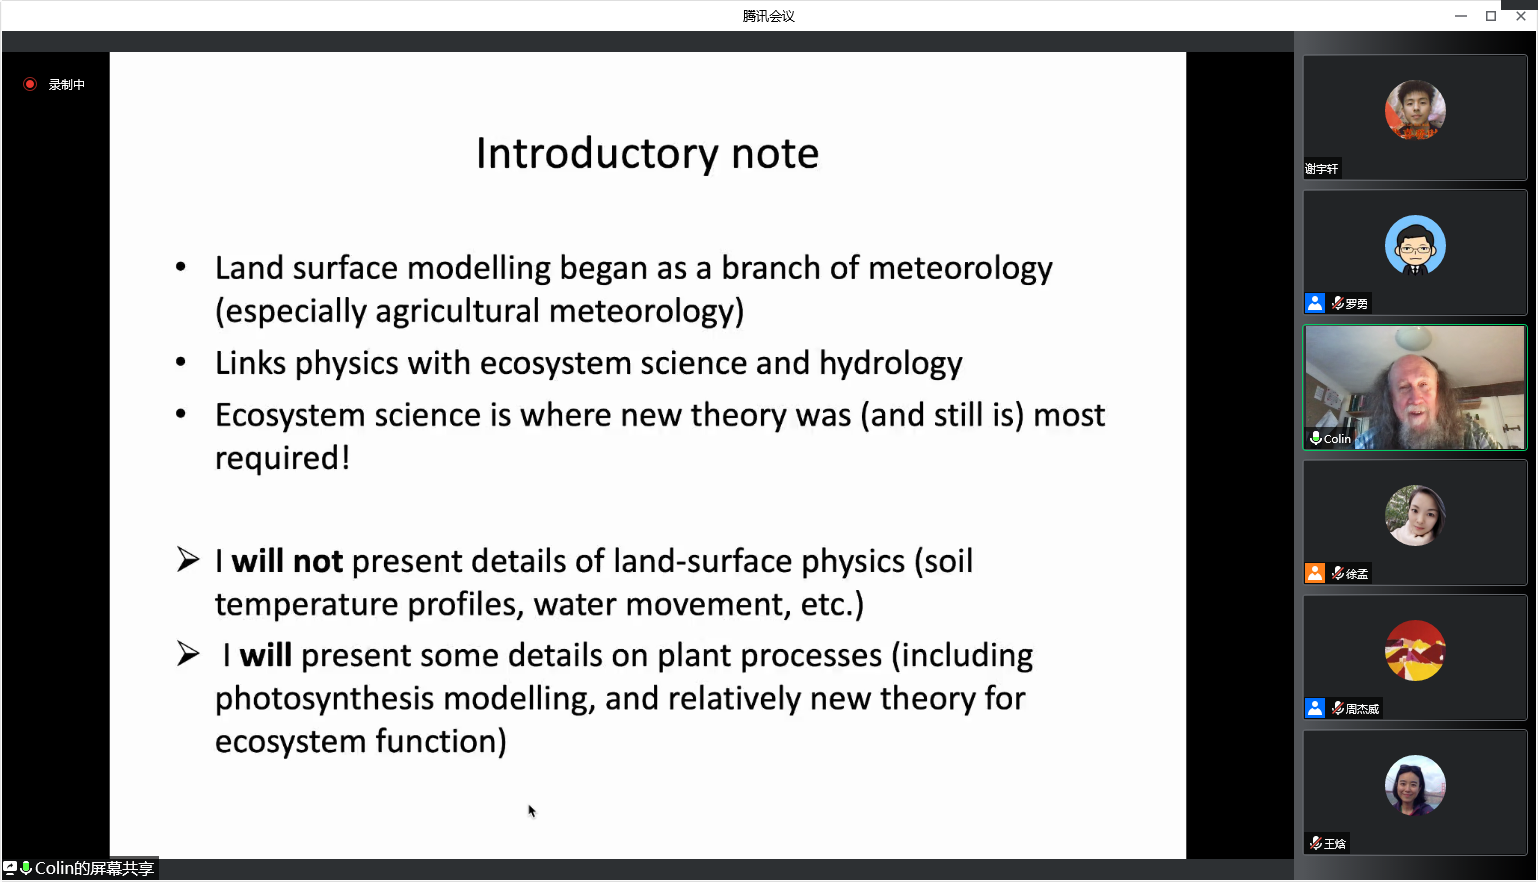 腾讯会议
录制中
Introductory note
• Land surface modelling began as a branch of meteorology
(especially agricultural meteorology)
• Links physics with ecosystem science and hydrology
• Ecosystem science is where new theory was (and still is) most
required!
➢ I will not present details of land-surface physics (soil
temperature profiles, water movement, etc.)
➢ I will present some details on plant processes (including
photosynthesis modelling, and relatively new theory for
ecosystem function)
Colin的屏幕共享
谢宇轩
罗勇
Colin
徐孟
周杰威
王焓